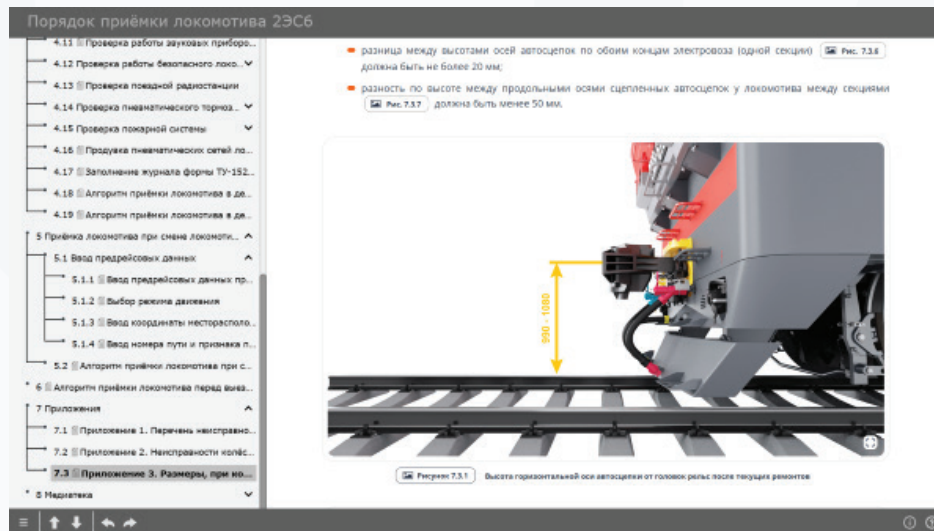 Порядок приёмки локомотива 2ЭС6
4.11 Проверка работы звуковых приборо...
4.12 Проверка работы безопасного локо...
4.13 Проверка поездной радиостанции
4.14 Проверка пневматического тормоз...
4.15 Проверка пожарной системы
4.16 Продувка пневматических сетей ло...
4.17 Заполнение журнала формы ТУ-152...
4.18 Алгоритм приёмки локомотива в де...
4.19 Алгоритм приёмки локомотива в де...
5 Приёмка локомотива при смене локомоти...
5.1 Ввод предрейсовых данных
5.1.1 Ввод предрейсовых данных пр...
5.1.2 Выбор режима движения
5.1.3 Ввод координаты месторасполо...
5.1.4 Ввод номера пути и признака п...
5.2 Алгоритм приёмки локомотива при с...
6 Алгоритм приёмки локомотива перед выез...
7 Приложения
7.1 Приложение 1. Перечень неисправно...
7.2 Приложение 2. Неисправности колёс...
7.3 Приложение 3. Размеры, при ко...
8 Медиатека
разница между высотами осей автосцепок по обоим концам электровоза (одной секции) Рис. 7.3.6
должна быть не более 20 мм;
разность по высоте между продольными осями сцепленных автосцепок у локомотива между секциями
Рис. 7.3.7 должна быть менее 50 мм.
990 - 1080
Рисунок 7.3.1 Высота горизонтальной оси автосцепки от головок рельс после текущих ремонтов